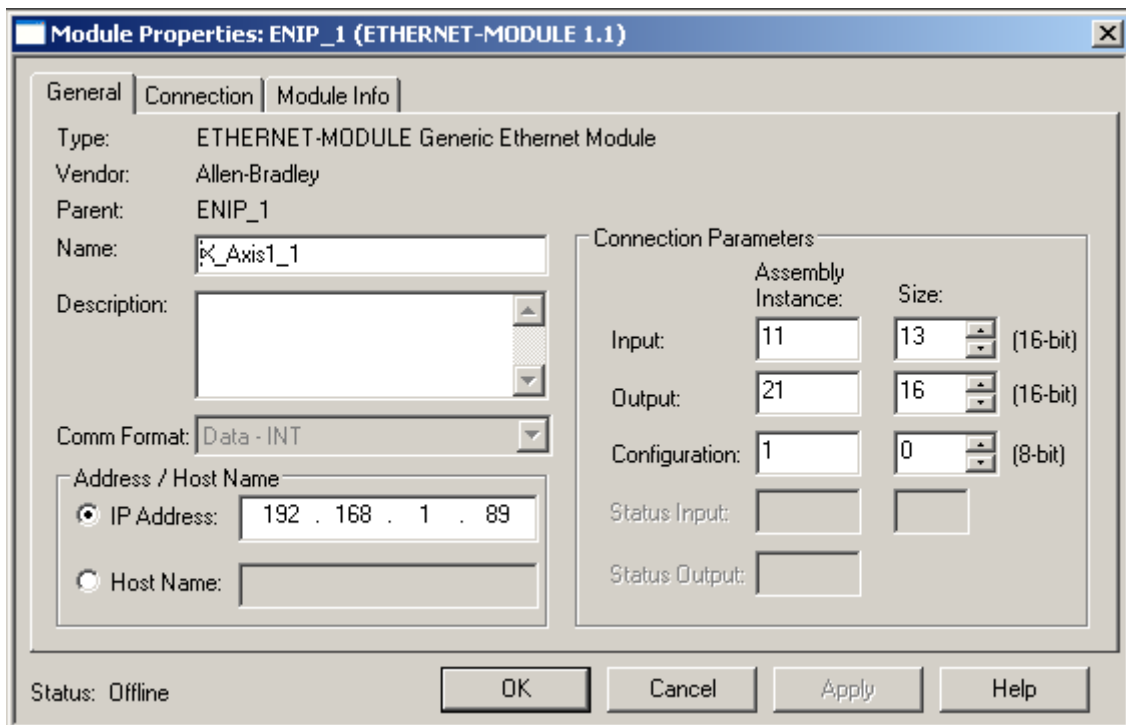 Module Properties: ENIP_1 (ETHERNET-MODULE 1.1)
General Connection Module Info
Type: ETHERNET-MODULE Generic Ethernet Module
Vendor: Allen-Bradley
Parent: ENIP_1
Name: K_Axis1_1
Description:
Comm Format: Data - INT
Address / Host Name
IP Address: 192 . 168 . 1 . 89
Host Name:
Connection Parameters
Assembly
Instance: Size:
Input: 11 13 (16-bit)
Output: 21 16 (16-bit)
Configuration: 1 0 (8-bit)
Status Input:
Status Output:
Status: Offline OK Cancel Apply Help